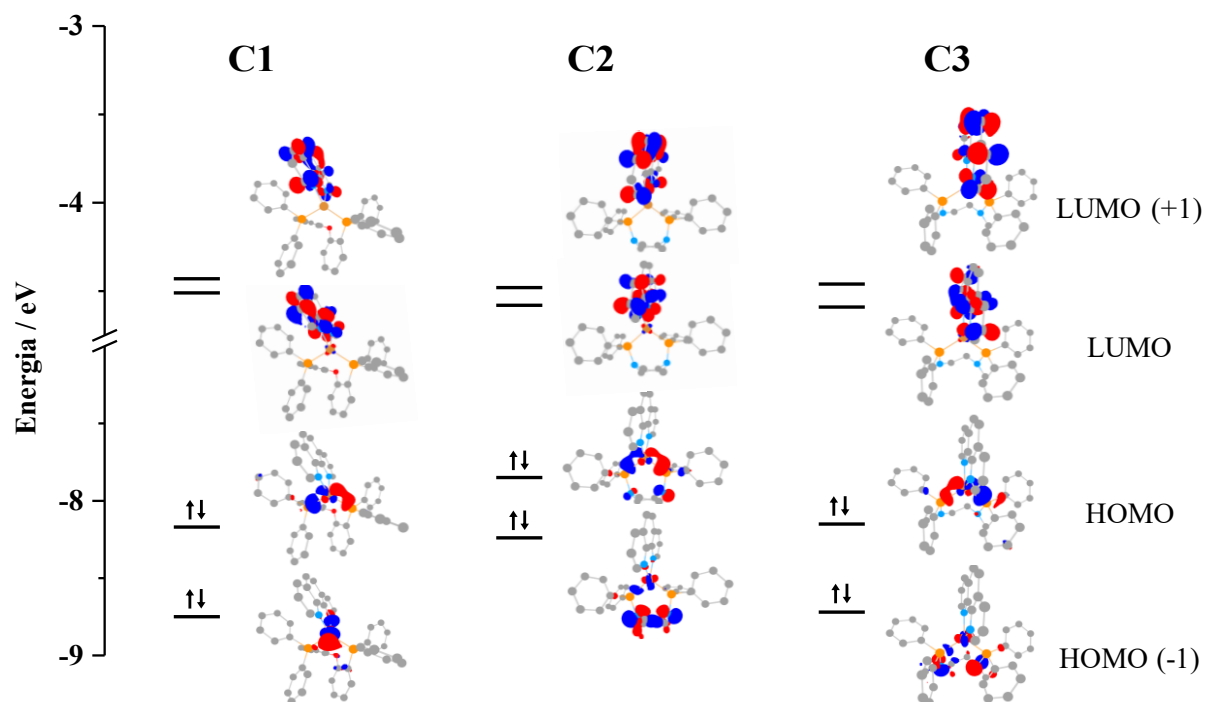 -3
C1
C2
C3
-4
LUMO (+1)
Energia / eV
LUMO
-8
HOMO
-9
HOMO (-1)